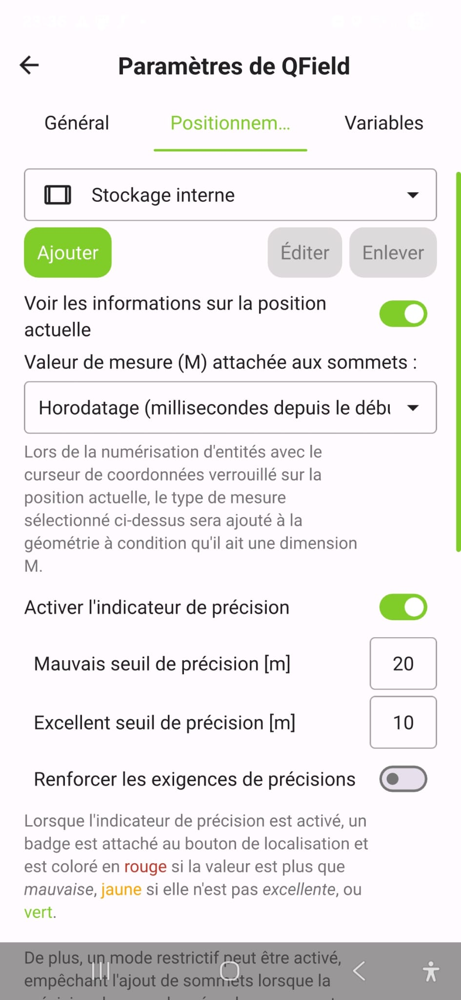 Paramètres de QField
Général
Positionnem...
Variables
Stockage interne
Ajouter
Éditer
Enlever
Voir les informations sur la position
actuelle
Valeur de mesure (M) attachée aux sommets :
Horodatage (millisecondes depuis le débu
Lors de la numérisation d'entités avec le
curseur de coordonnées verrouillé sur la
position actuelle, le type de mesure
sélectionné ci-dessus sera ajouté à la
géométrie à condition qu'il ait une dimension
M.
Activer l'indicateur de précision
Mauvais seuil de précision [m]
20
Excellent seuil de précision [m]
10
Renforcer les exigences de précisions
Lorsque l'indicateur de précision est activé, un
badge est attaché au bouton de localisation et
est coloré en rouge si la valeur est plus que
mauvaise, jaune si elle n'est pas excellente, ou
vert.
De plus, un mode restrictif peut être activé,
empêchant l'ajout de sommets lorsque la